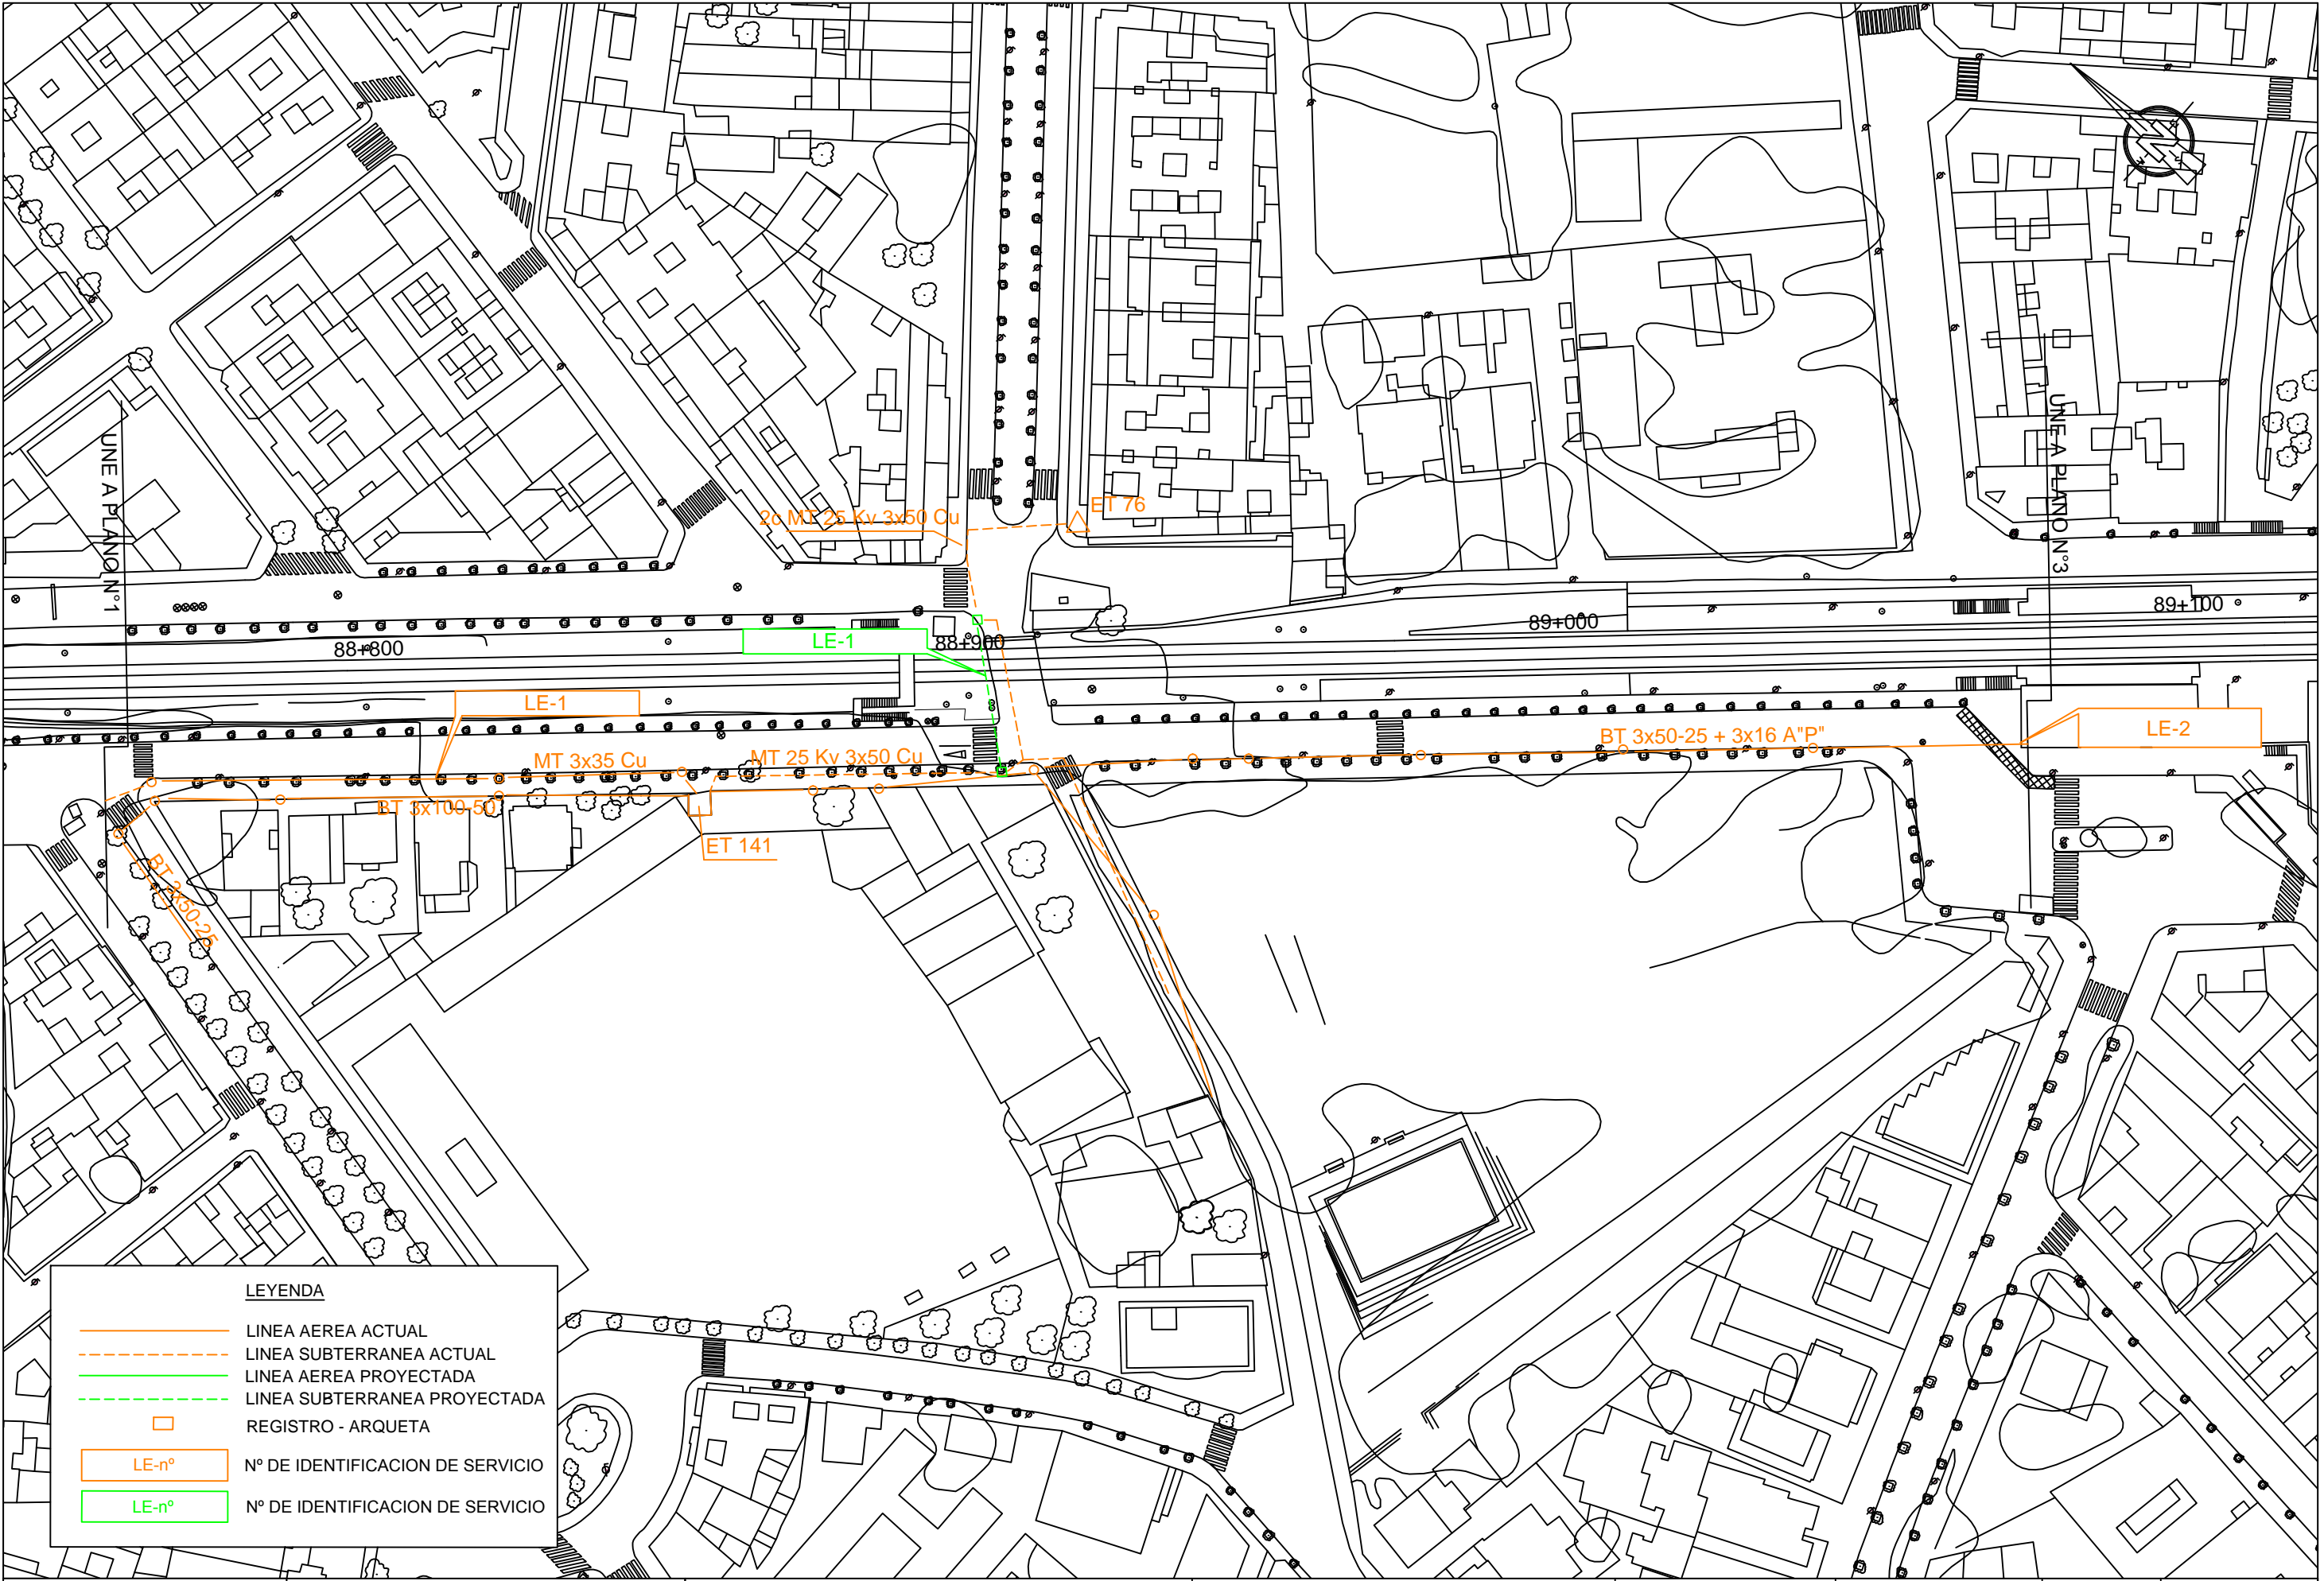 UNE A PLANO N°1
2c MT 25 Kv 3x50 Cu
ET 76
UNE A PLANO N°3
88+800
LE-1
88+900
89+000
89+100
LE-1
MT 3x35 Cu
MT 25 Kv 3x50 Cu
BT 3x50-25 + 3x16 A"P"
LE-2
BT 3x100-50
ET 141
BT 3x50-25
LEYENDA
LINEA AEREA ACTUAL
LINEA SUBTERRANEA ACTUAL
LINEA AEREA PROYECTADA
LINEA SUBTERRANEA PROYECTADA
REGISTRO - ARQUETA
LE-nº Nº DE IDENTIFICACION DE SERVICIO
LE-nº Nº DE IDENTIFICACION DE SERVICIO